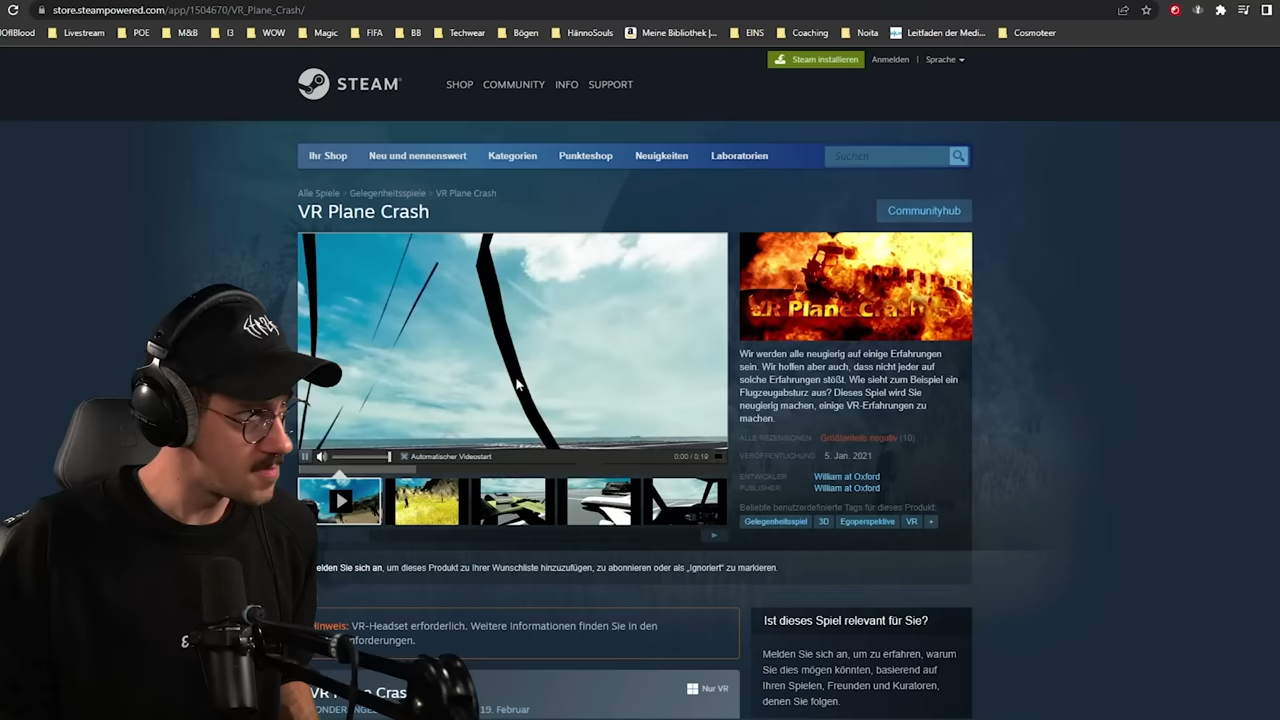 store.steampowered.com/app/1504670/VR_Plane_Crash/
OfBlood
Livestream
POE
M&B
I3
WOW
Magic
FIFA
BB
Techwear
Bögen
HännoSouls
Meine Bibliothek |...
EINS
Coaching
Noita
Leitfaden der Medi...
Cosmoteer
Steam installieren
Anmelden | Sprache
STEAM
SHOP COMMUNITY INFO SUPPORT
Ihr Shop Neu und nennenswert Kategorien Punkteshop Neuigkeiten Laboratorien Suchen
Alle Spiele > Gelegenheitsspiele > VR Plane Crash
VR Plane Crash
Communityhub
VR Plane Crash
Wir werden alle neugierig auf einige Erfahrungen
sein. Wir hoffen aber auch, dass nicht jeder auf
solche Erfahrungen stößt. Wie sieht zum Beispiel ein
Flugzeugabsturz aus? Dieses Spiel wird Sie
neugierig machen, einige VR-Erfahrungen zu
machen.
ALLE REZENSIONEN Größtenteils negativ (10)
VERÖFFENTLICHUNG 5. Jan. 2021
ENTWICKLER William at Oxford
PUBLISHER: William at Oxford
Beliebte benutzerdefinierte Tags für dieses Produkt:
Gelegenheitsspiel 3D Egoperspektive VR +
Automatischer Videostart 0:00 / 0:19
elden Sie sich an, um dieses Produkt zu Ihrer Wunschliste hinzuzufügen, zu abonnieren oder als „Ignoriert" zu markieren.
Hinweis: VR-Headset erforderlich. Weitere Informationen finden Sie in den
nforderungen.
Ist dieses Spiel relevant für Sie?
Melden Sie sich an, um zu erfahren, warum
Sie dies mögen könnten, basierend auf
Ihren Spielen, Freunden und Kuratoren,
denen Sie folgen.
VR Plane Crash
Nur VR
ONDERANGE 19. Februar